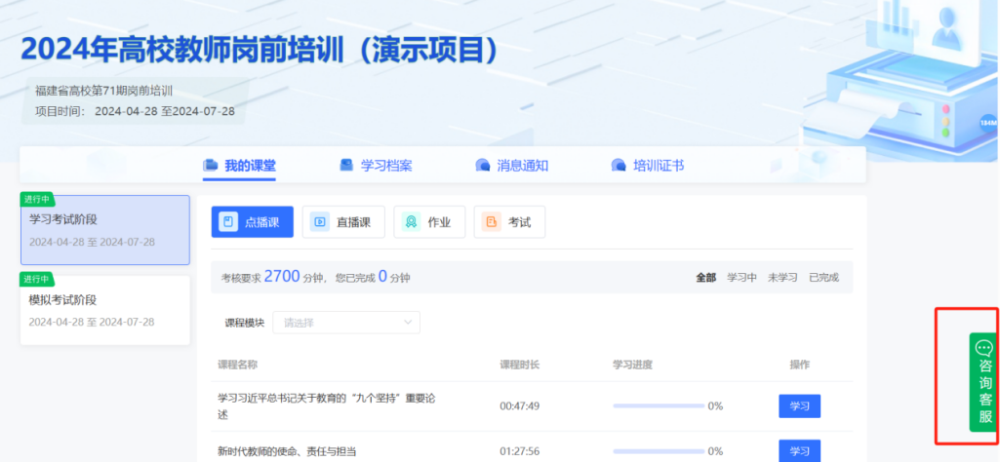 2024年高校教师岗前培训（演示项目）
福建省高校第71期岗前培训
项目时间： 2024-04-28 至2024-07-28
184M
我的课堂 学习档案 消息通知 培训证书
进行中
学习考试阶段
2024-04-28 至 2024-07-28
进行中
模拟考试阶段
2024-04-28 至 2024-07-28
点播课 直播课 作业 考试
考核要求 2700 分钟， 您已完成 0 分钟 全部 学习中 未学习 已完成
课程模块 请选择
课程名称 课程时长 学习进度 操作
学习习近平总书记关于教育的“九个坚持”重要论
述
00:47:49 0% 学习
新时代教师的使命、责任与担当 01:27:56 0% 学习
咨询客服